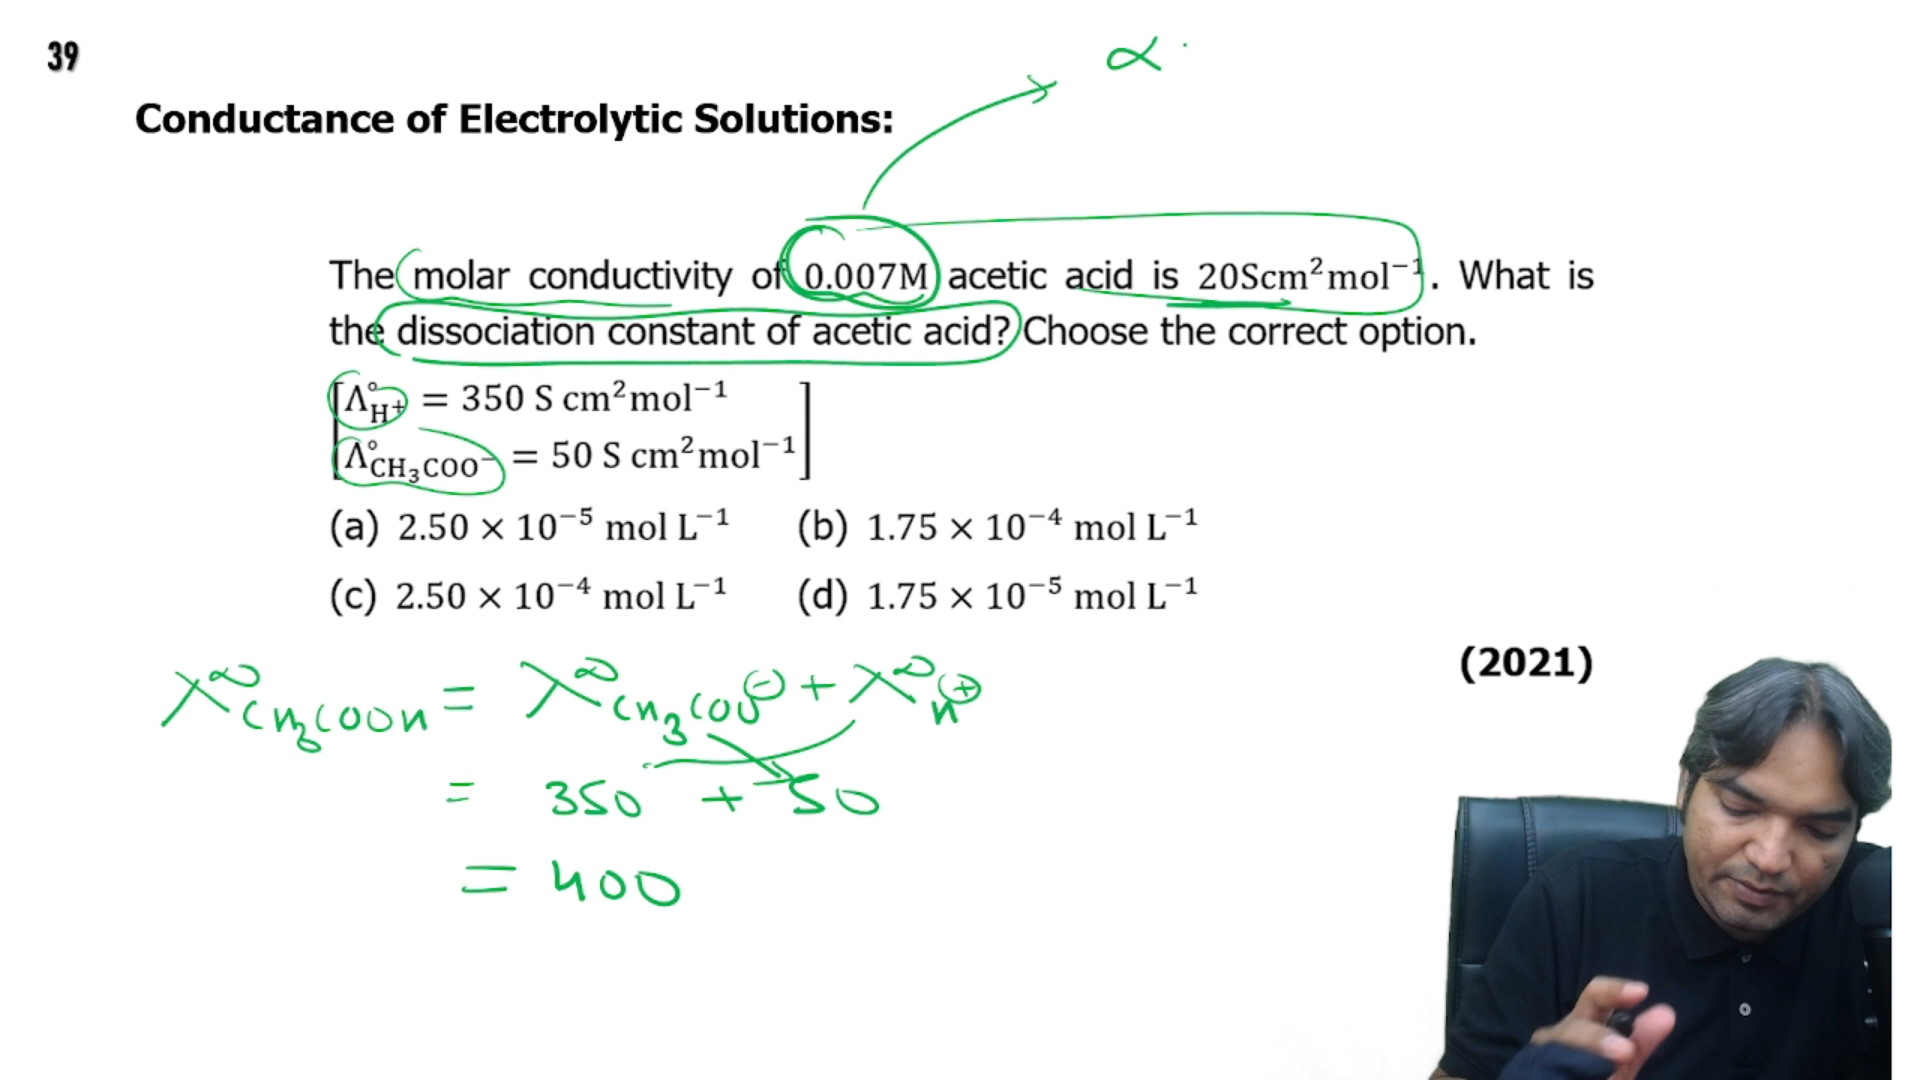 39
α
Conductance of Electrolytic Solutions:
The molar conductivity of 0.007M acetic acid is 20Scm²mol⁻¹. What is
the dissociation constant of acetic acid? Choose the correct option.
[Λ°H⁺ = 350 S cm²mol⁻¹
Λ°CH₃COO⁻ = 50 S cm²mol⁻¹]
(a) 2.50 × 10⁻⁵ mol L⁻¹ (b) 1.75 × 10⁻⁴ mol L⁻¹
(c) 2.50 × 10⁻⁴ mol L⁻¹ (d) 1.75 × 10⁻⁵ mol L⁻¹
(2021)
λ∞CH₃COOH = λ∞CH₃COO⊖ + λ∞H⊕
= 350 + 50
= 400